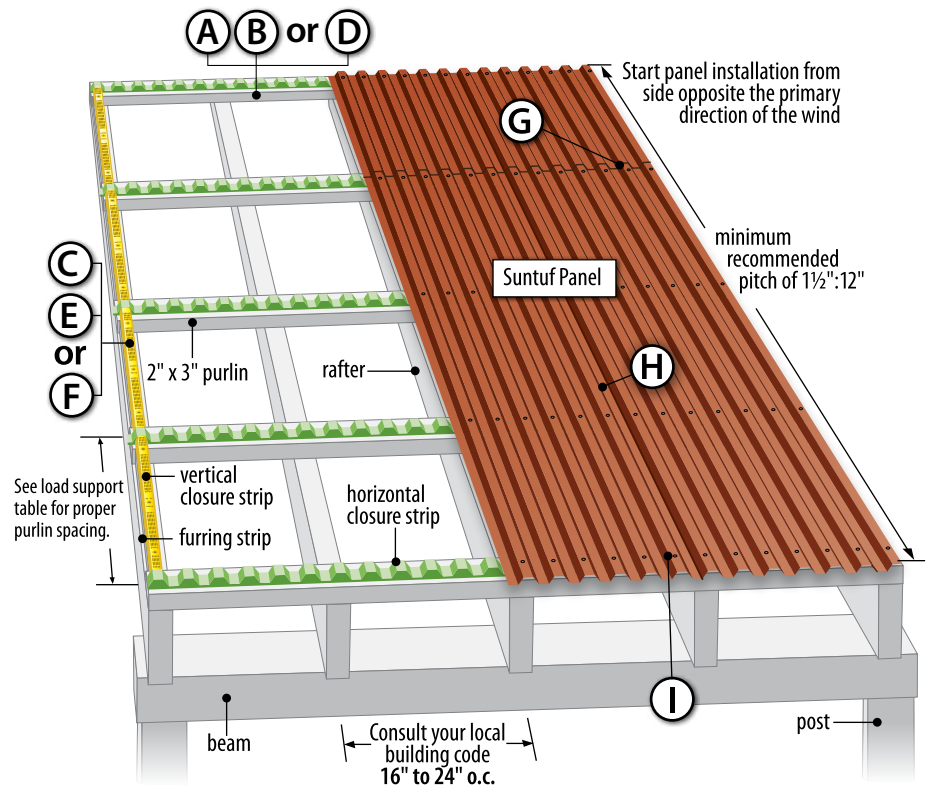 A B or D
Start panel installation from
side opposite the primary
direction of the wind
G
minimum
recommended
pitch of 1½":12"
C
E
or
F
Suntuf Panel
2" x 3" purlin
rafter
H
See load support
table for proper
purlin spacing.
vertical
closure strip
furring strip
horizontal
closure strip
I
beam
Consult your local
building code
16" to 24" o.c.
post